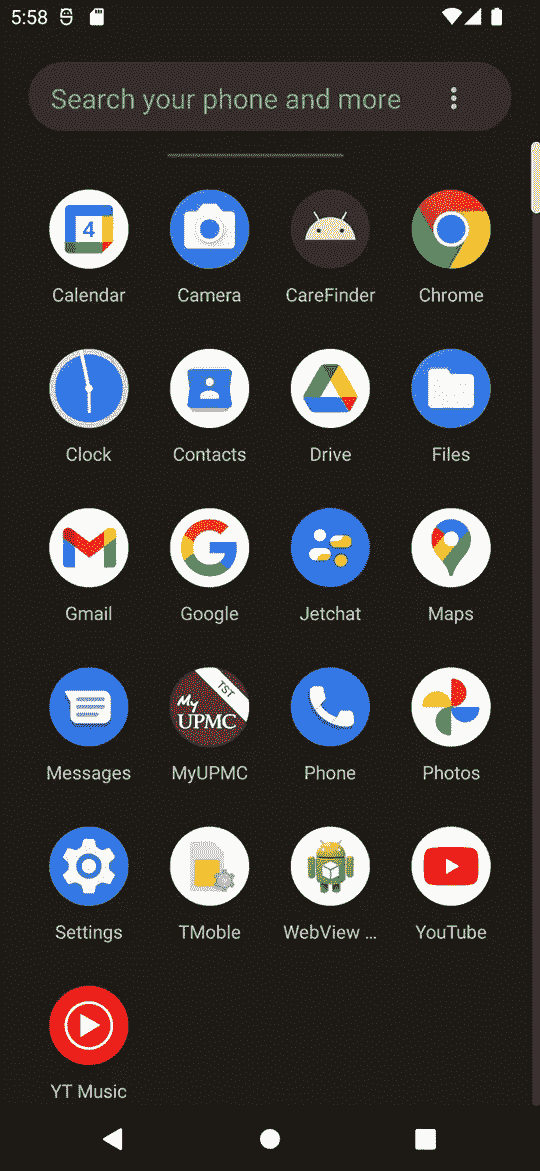 5:58
Search your phone and more
4
Calendar Camera CareFinder Chrome
Clock Contacts Drive Files
Gmail Google Jetchat Maps
TST
My
UPMC
Messages MyUPMC Phone Photos
Settings TMoble WebView ... YouTube
YT Music